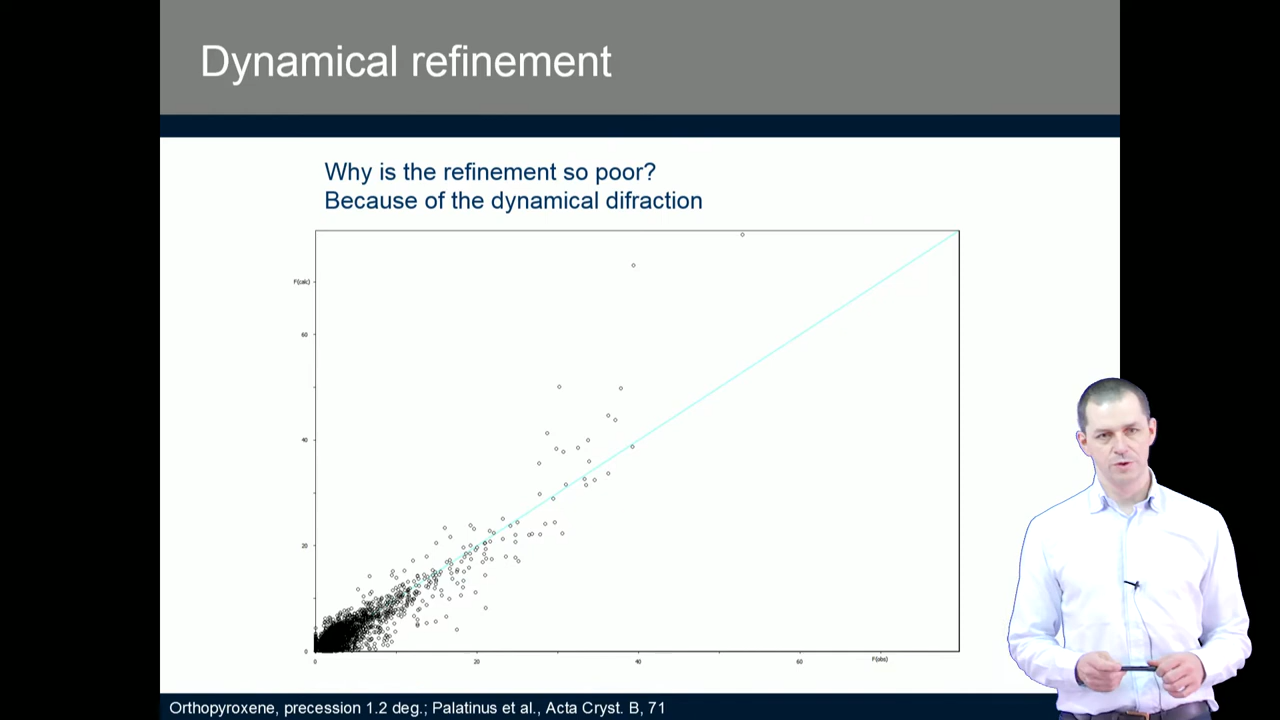 Dynamical refinement
Why is the refinement so poor?
Because of the dynamical difraction
F(calc)
60
40
20
0
0
20
40
60
F(obs)
Orthopyroxene, precession 1.2 deg.; Palatinus et al., Acta Cryst. B, 71